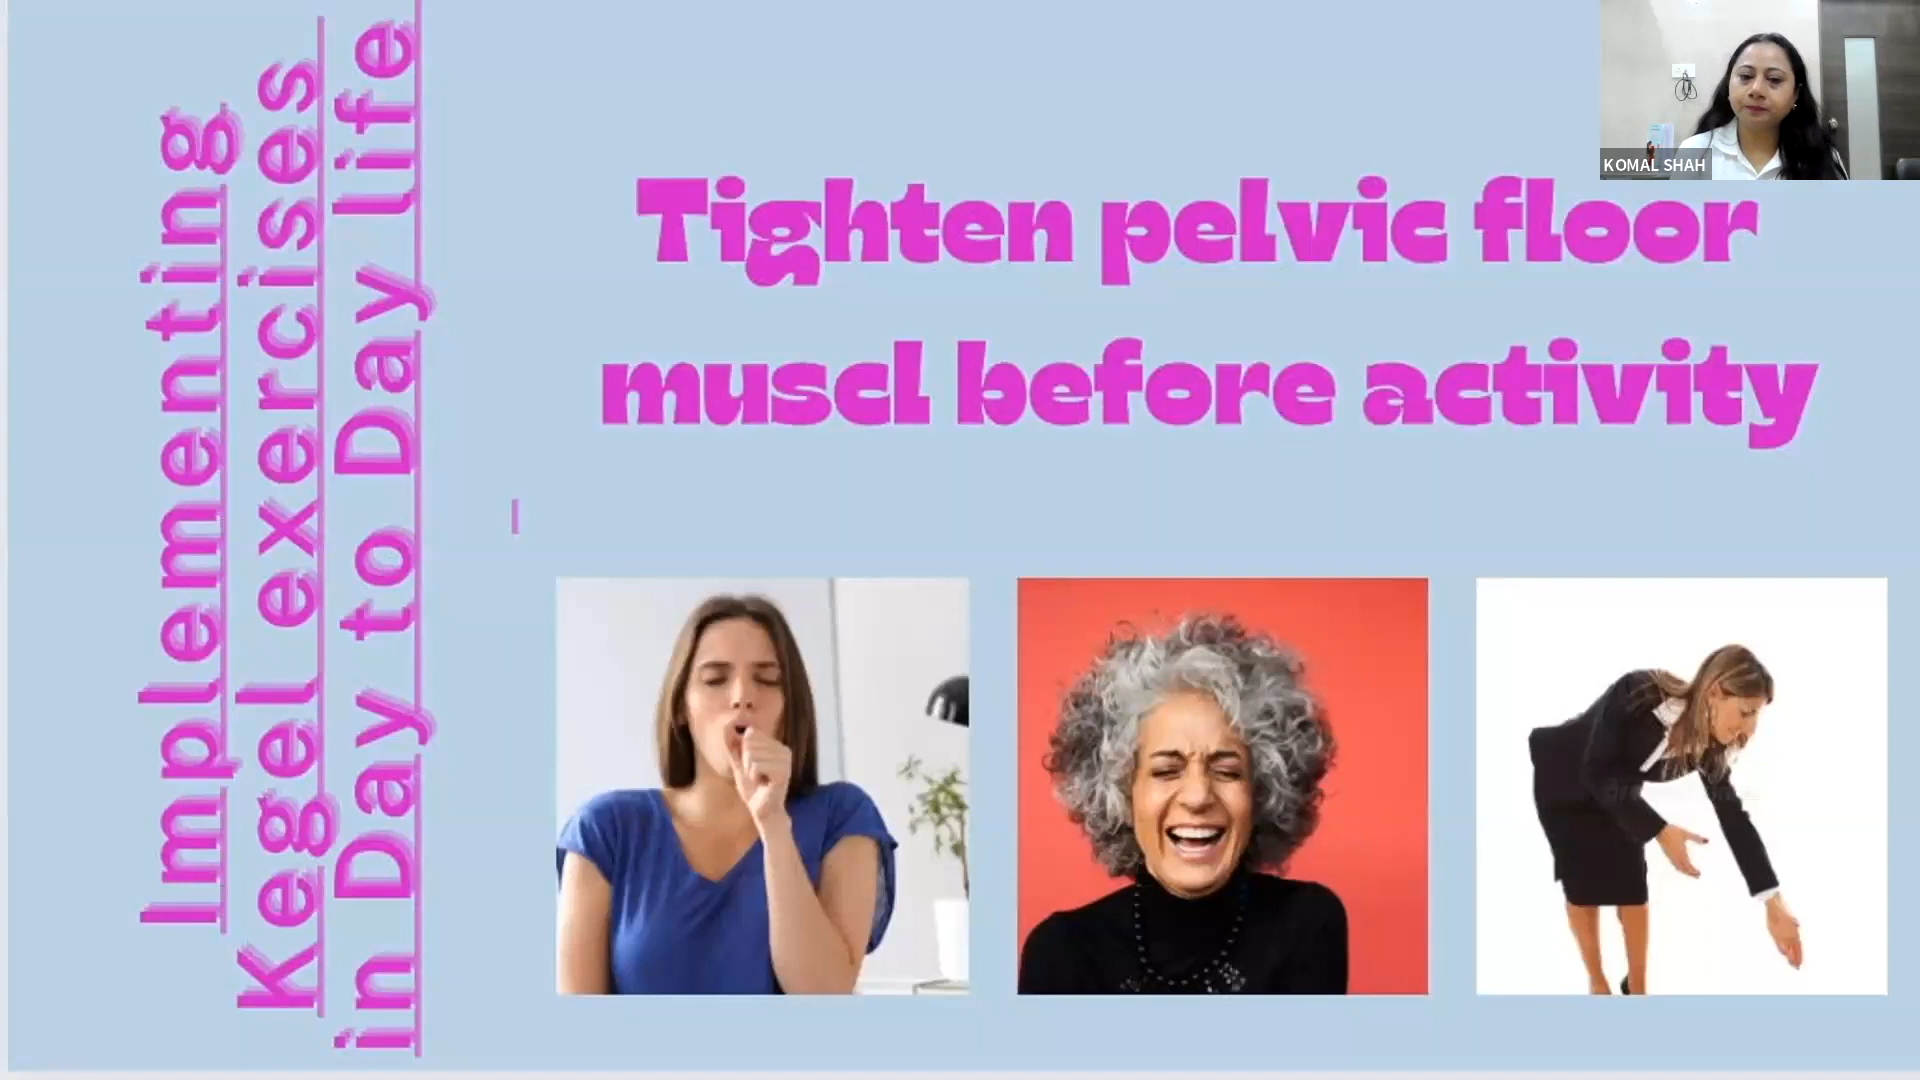 Implementing
Kegel exercises
in Day to Day life
Tighten pelvic floor
muscl before activity
KOMAL SHAH